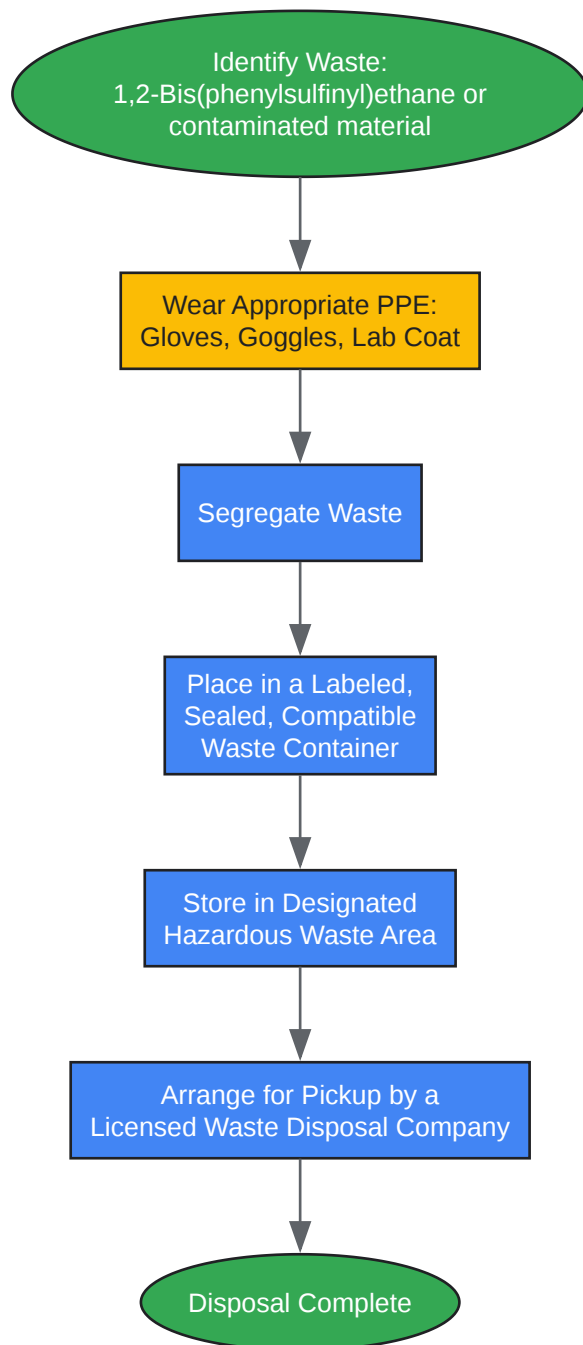 Identify Waste:
1,2-Bis(phenylsulfinyl)ethane or
contaminated material
Wear Appropriate PPE:
Gloves, Goggles, Lab Coat
Segregate Waste
Place in a Labeled,
Sealed, Compatible
Waste Container
Store in Designated
Hazardous Waste Area
Arrange for Pickup by a
Licensed Waste Disposal Company
Disposal Complete